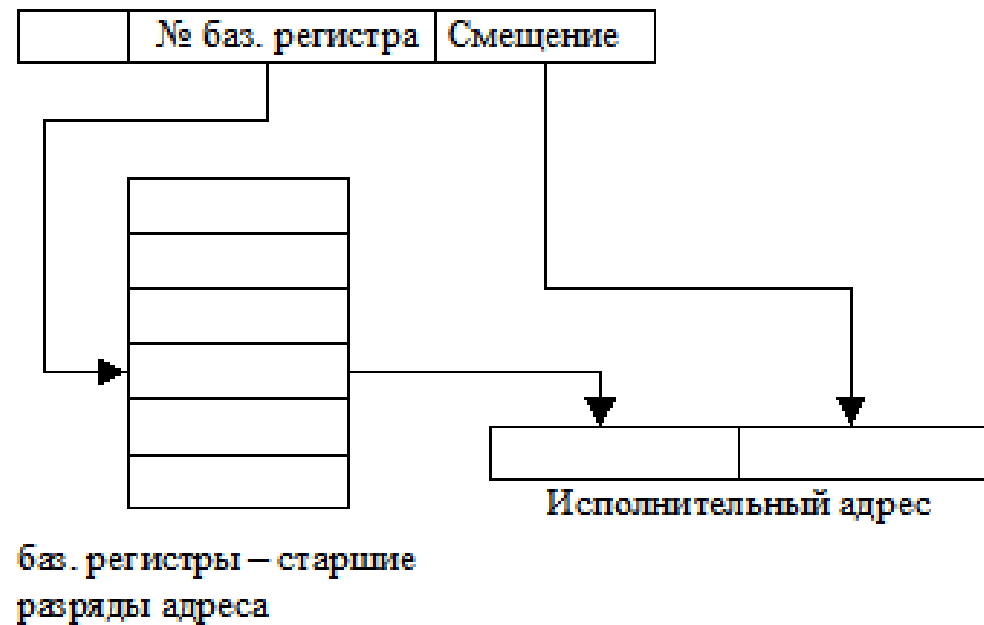 № баз. регистра Смещение
Исполнительный адрес
баз. регистры – старшие
разряды адреса